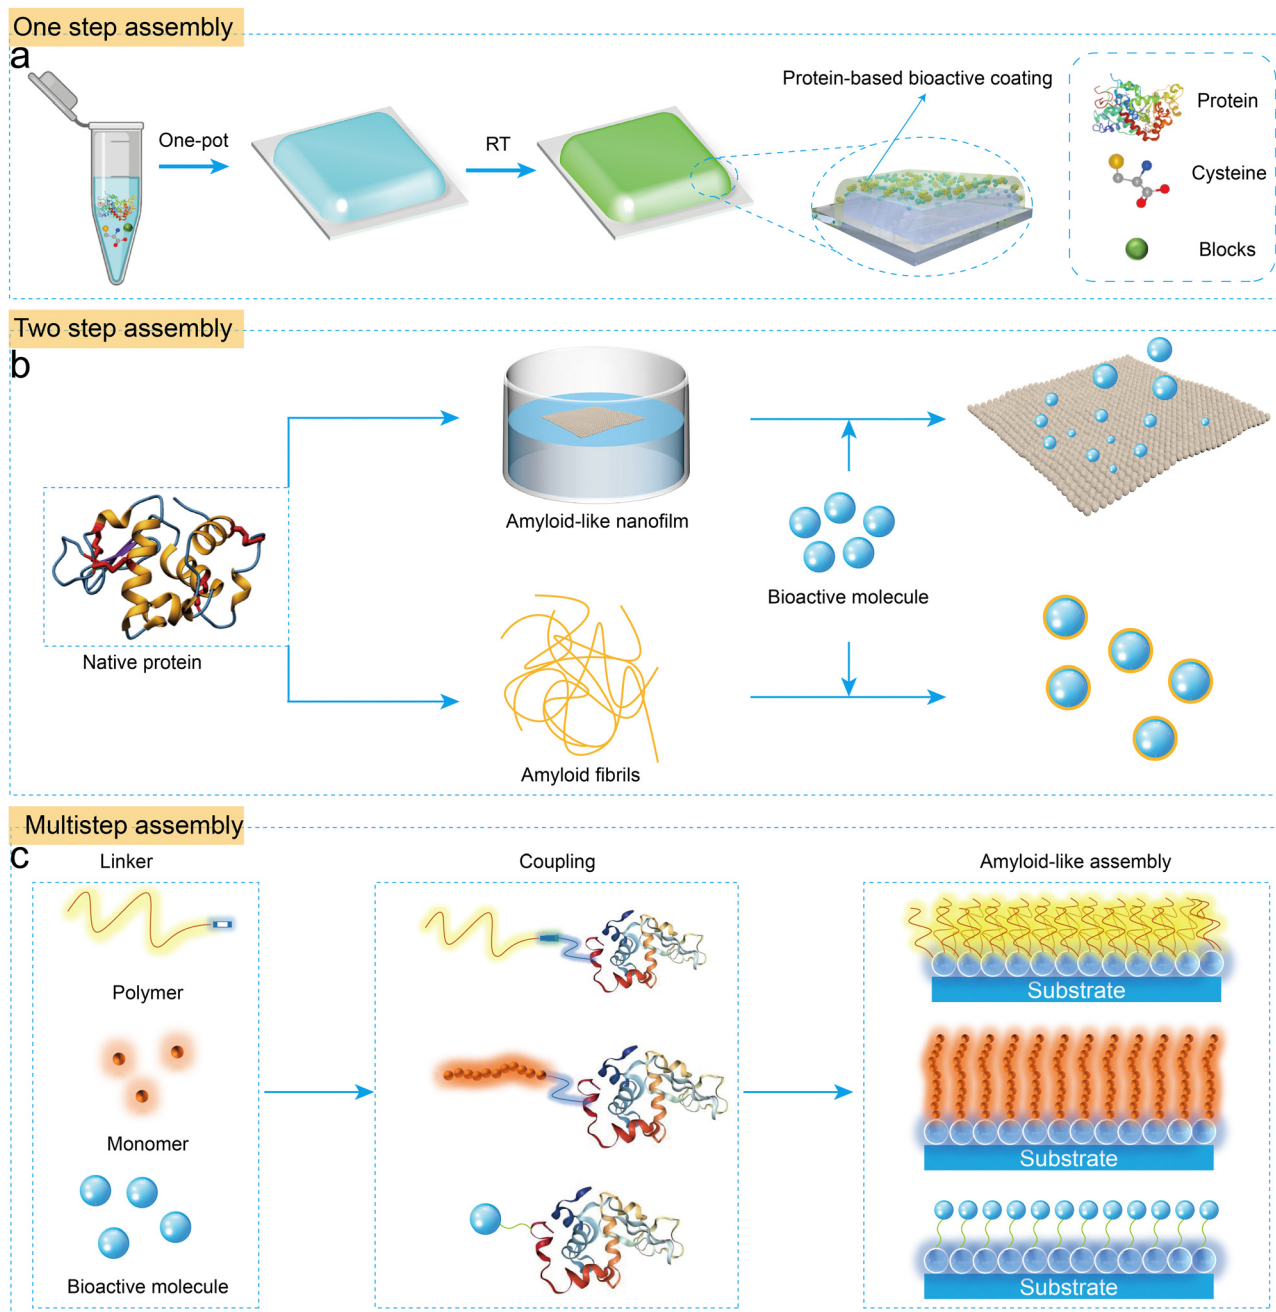 One step assembly
a
One-pot
RT
Protein-based bioactive coating
Protein
Cysteine
Blocks
Two step assembly
b
Native protein
Amyloid-like nanofilm
Bioactive molecule
Amyloid fibrils
Multistep assembly
c
Linker
Coupling
Amyloid-like assembly
Polymer
Substrate
Monomer
Substrate
Bioactive molecule
Substrate